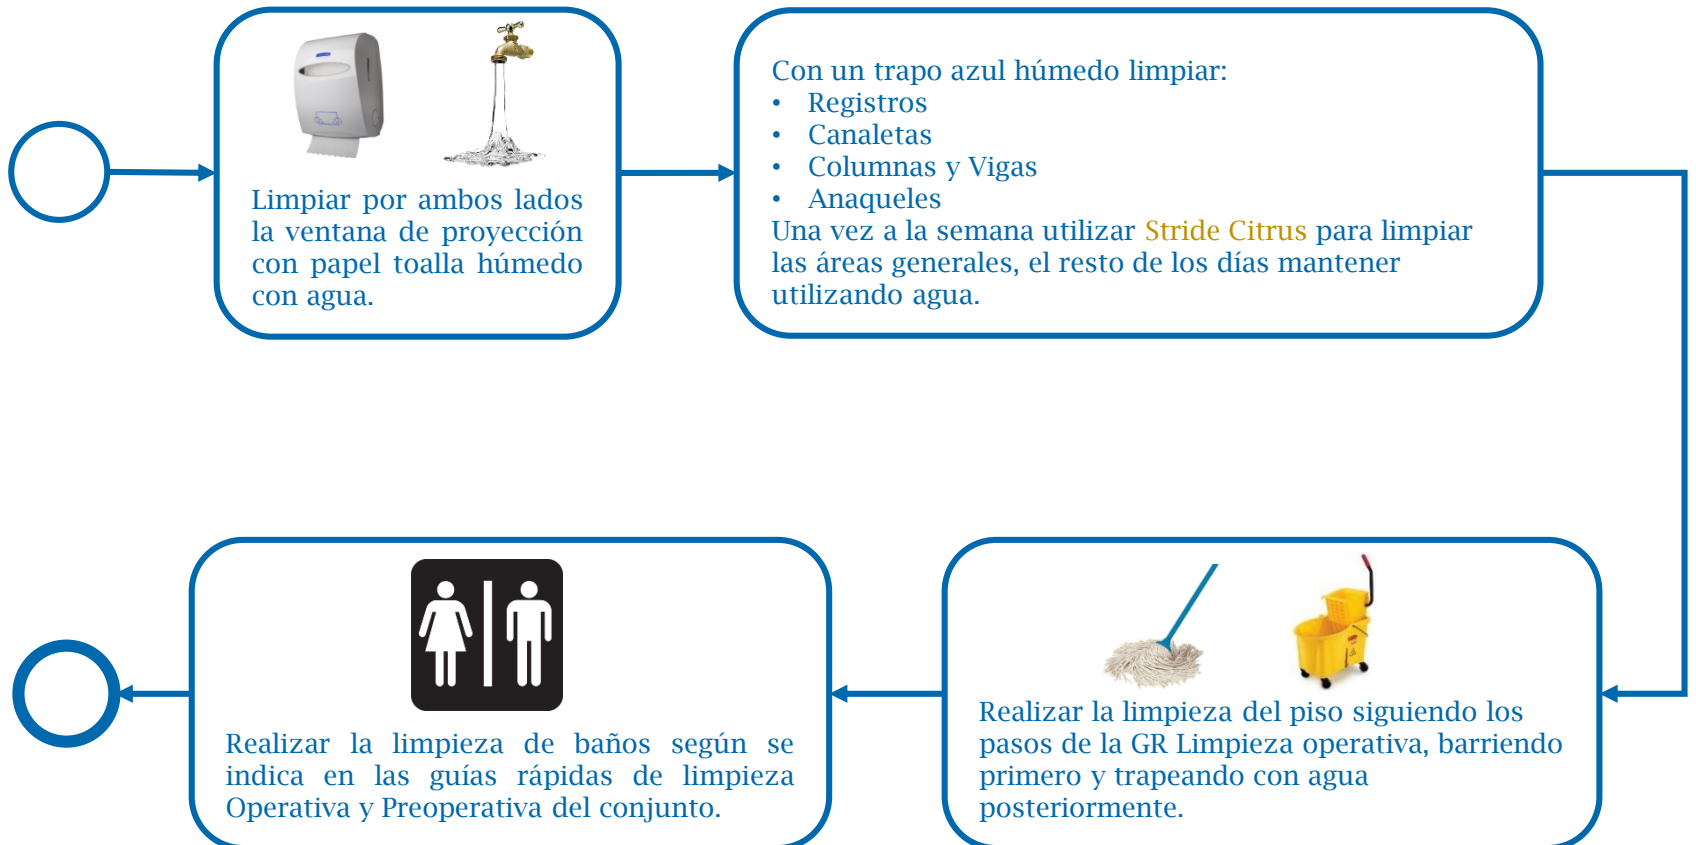 Limpiar por ambos lados
la ventana de proyección
con papel toalla húmedo
con agua.
Con un trapo azul húmedo limpiar:
• Registros
• Canaletas
• Columnas y Vigas
• Anaqueles
Una vez a la semana utilizar Stride Citrus para limpiar
las áreas generales, el resto de los días mantener
utilizando agua.
Realizar la limpieza del piso siguiendo los
pasos de la GR Limpieza operativa, barriendo
primero y trapeando con agua
posteriormente.
Realizar la limpieza de baños según se
indica en las guías rápidas de limpieza
Operativa y Preoperativa del conjunto.